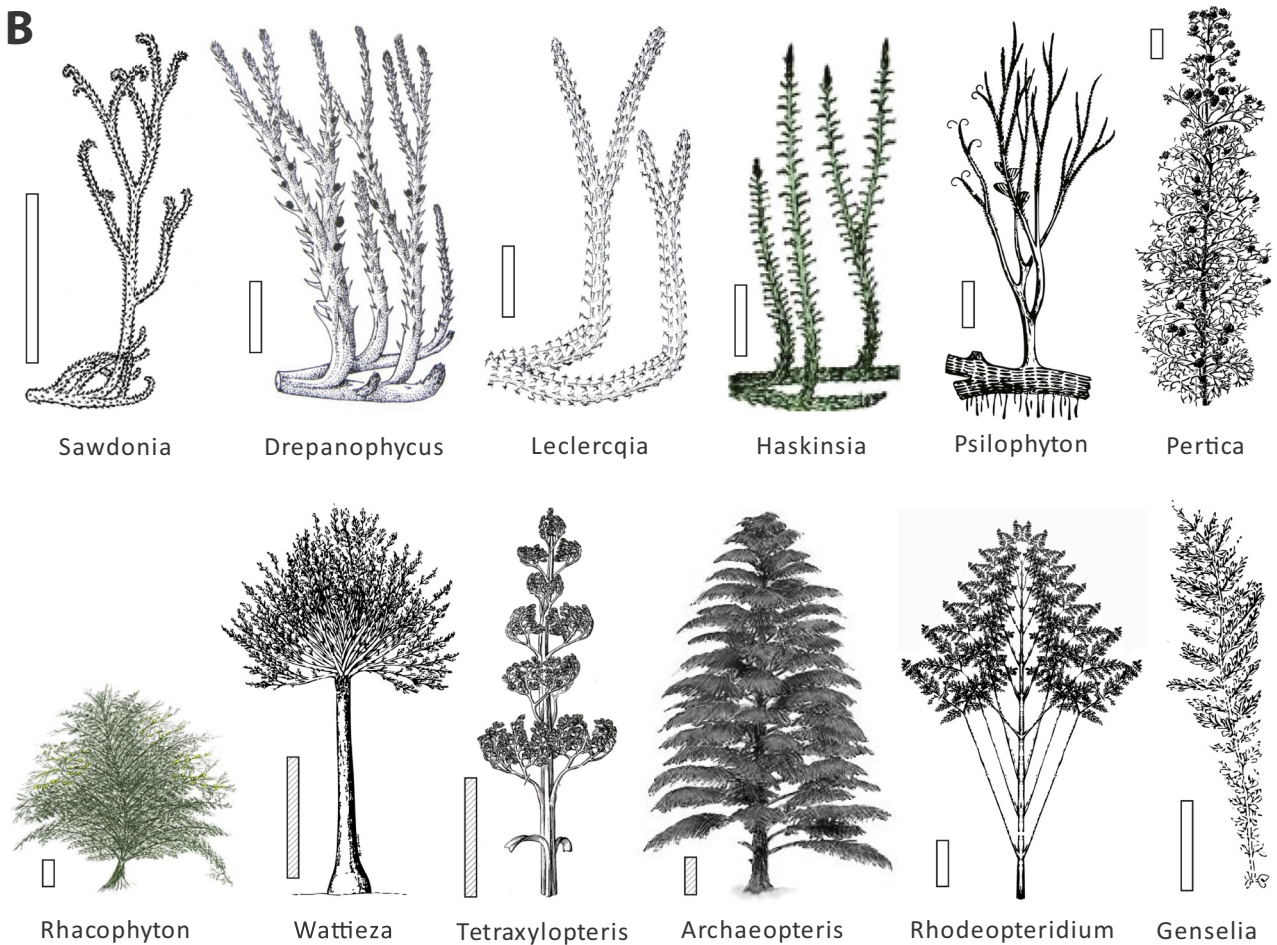 B
Sawdonia Drepanophycus Leclercqia Haskinsia Psilophyton Pertica
Rhacophyton Wattieza Tetraxylopteris Archaeopteris Rhodeopteridium Genselia